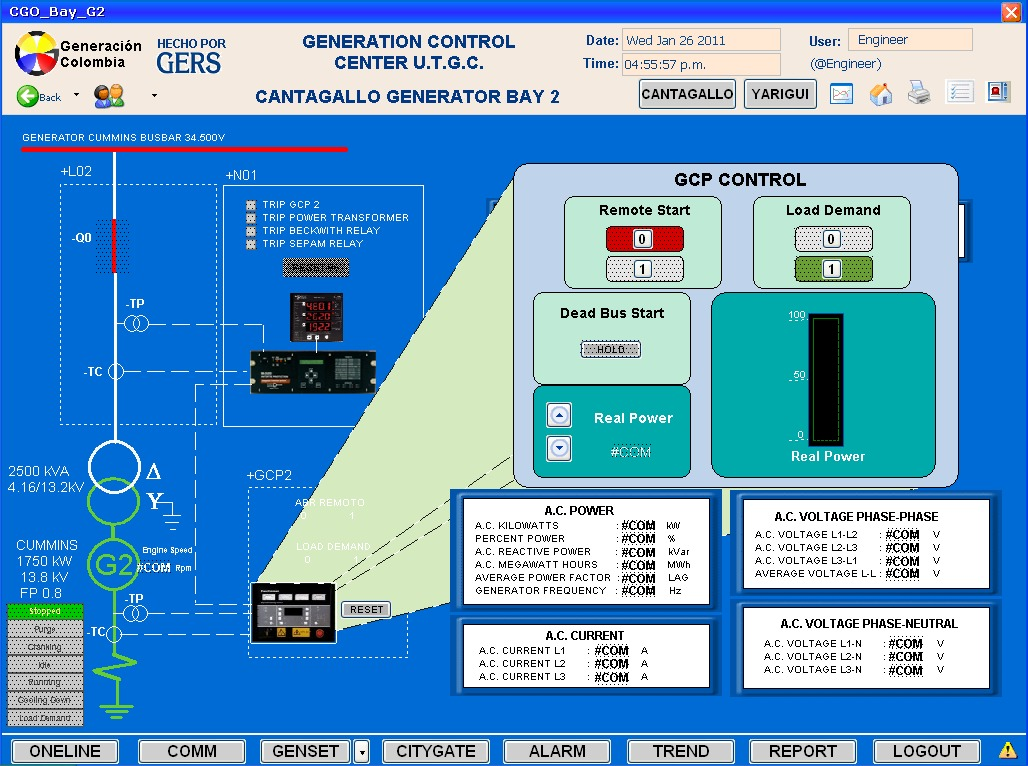 CGO_Bay_G2
Generación
Colombia
HECHO POR
GERS
GENERATION CONTROL
CENTER U.T.G.C.
CANTAGALLO GENERATOR BAY 2
Date: Wed Jan 26 2011
Time: 04:55:57 p.m.
User: Engineer
(@Engineer)
Back
CANTAGALLO
YARIGUI
GENERATOR CUMMINS BUSBAR 34.500V
+L02
-Q0
-TP
-TC
+N01
TRIP GCP 2
TRIP POWER TRANSFORMER
TRIP BECKWITH RELAY
TRIP SEPAM RELAY
2500 KVA
4.16/13.2kV
Δ
Y
CUMMINS
1750 kW
13.8 kV
FP 0.8
G2
Engine Speed
#COM Rpm
-TP
-TC
Stopped
Purge
Cranking
Idle
Running
Cooling Down
Load Demand
+GCP2
ABR REMOTO
0 1
LOAD DEMAND
0
RESET
GCP CONTROL
Remote Start
0
1
Load Demand
0
1
Dead Bus Start
HOLD
Real Power
#COM
100
50
0
Real Power
A.C. POWER
A.C. KILOWATTS : #COM kW
PERCENT POWER : #COM %
A.C. REACTIVE POWER : #COM kVar
A.C. MEGAWATT HOURS : #COM MWh
AVERAGE POWER FACTOR : #COM LAG
GENERATOR FREQUENCY : #COM Hz
A.C. VOLTAGE PHASE-PHASE
A.C. VOLTAGE L1-L2 : #COM V
A.C. VOLTAGE L2-L3 : #COM V
A.C. VOLTAGE L3-L1 : #COM V
AVERAGE VOLTAGE L-L : #COM V
A.C. CURRENT
A.C. CURRENT L1 : #COM A
A.C. CURRENT L2 : #COM A
A.C. CURRENT L3 : #COM A
A.C. VOLTAGE PHASE-NEUTRAL
A.C. VOLTAGE L1-N : #COM V
A.C. VOLTAGE L2-N : #COM V
A.C. VOLTAGE L3-N : #COM V
ONELINE
COMM
GENSET
CITYGATE
ALARM
TREND
REPORT
LOGOUT